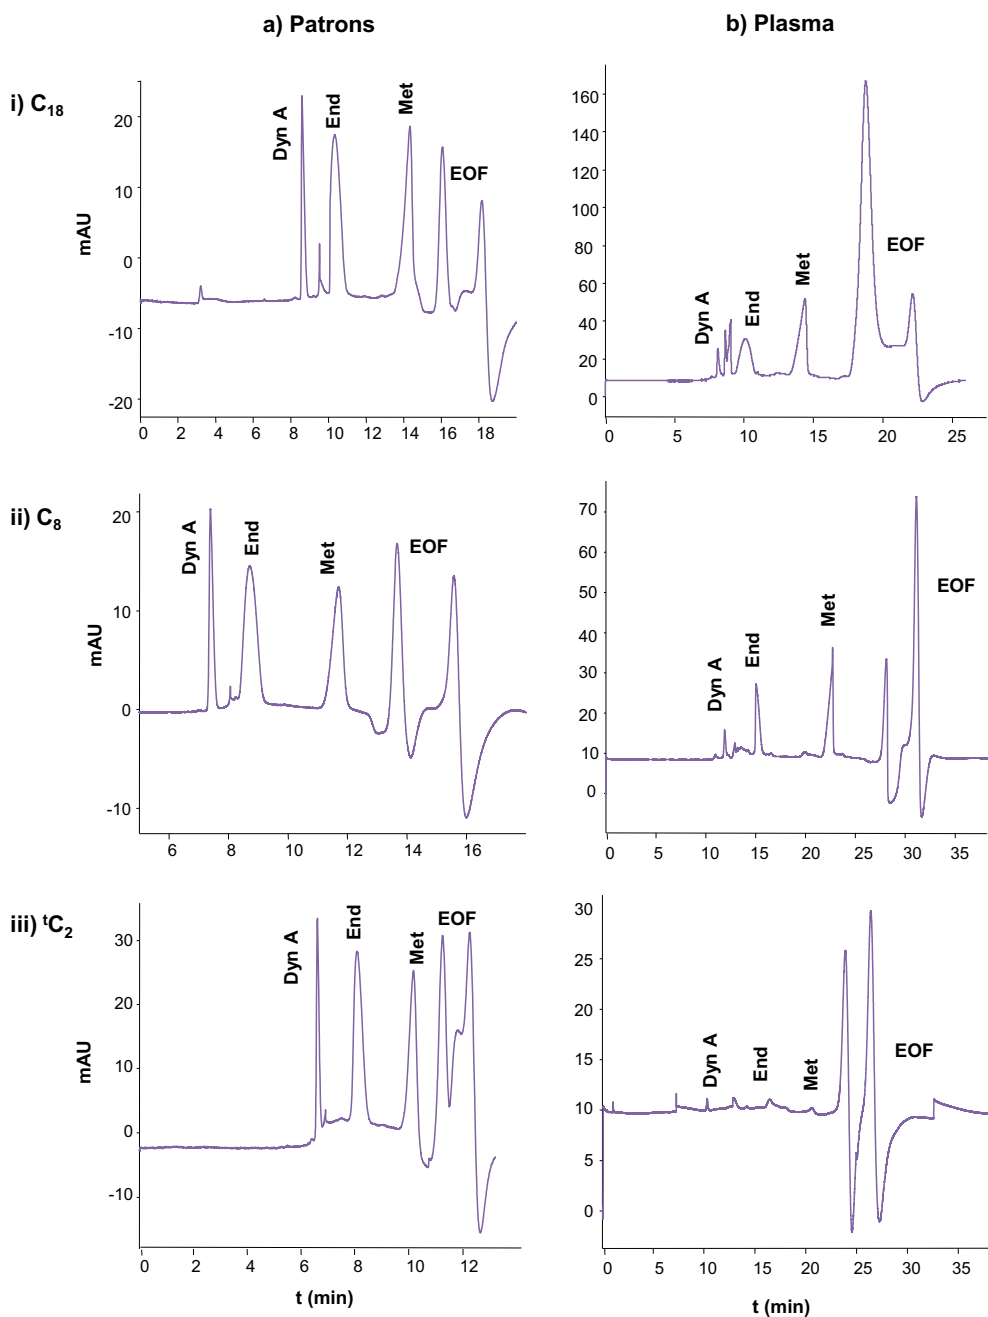 a) Patrons
b) Plasma
i) C18
Dyn A
End
Met
EOF
mAU
20
10
0
-10
-20
0 2 4 6 8 10 12 14 16 18
160
140
120
100
80
60
40
20
0
Dyn A
End
Met
EOF
0 5 10 15 20 25
ii) C8
Dyn A
End
Met
EOF
mAU
20
10
0
-10
6 8 10 12 14 16
70
60
50
40
30
20
10
0
Dyn A
End
Met
EOF
0 5 10 15 20 25 30 35
iii) tC2
Dyn A
End
Met
EOF
mAU
30
20
10
0
-10
0 2 4 6 8 10 12
t (min)
30
25
20
15
10
5
0
Dyn A
End
Met
EOF
0 5 10 15 20 25 30 35
t (min)